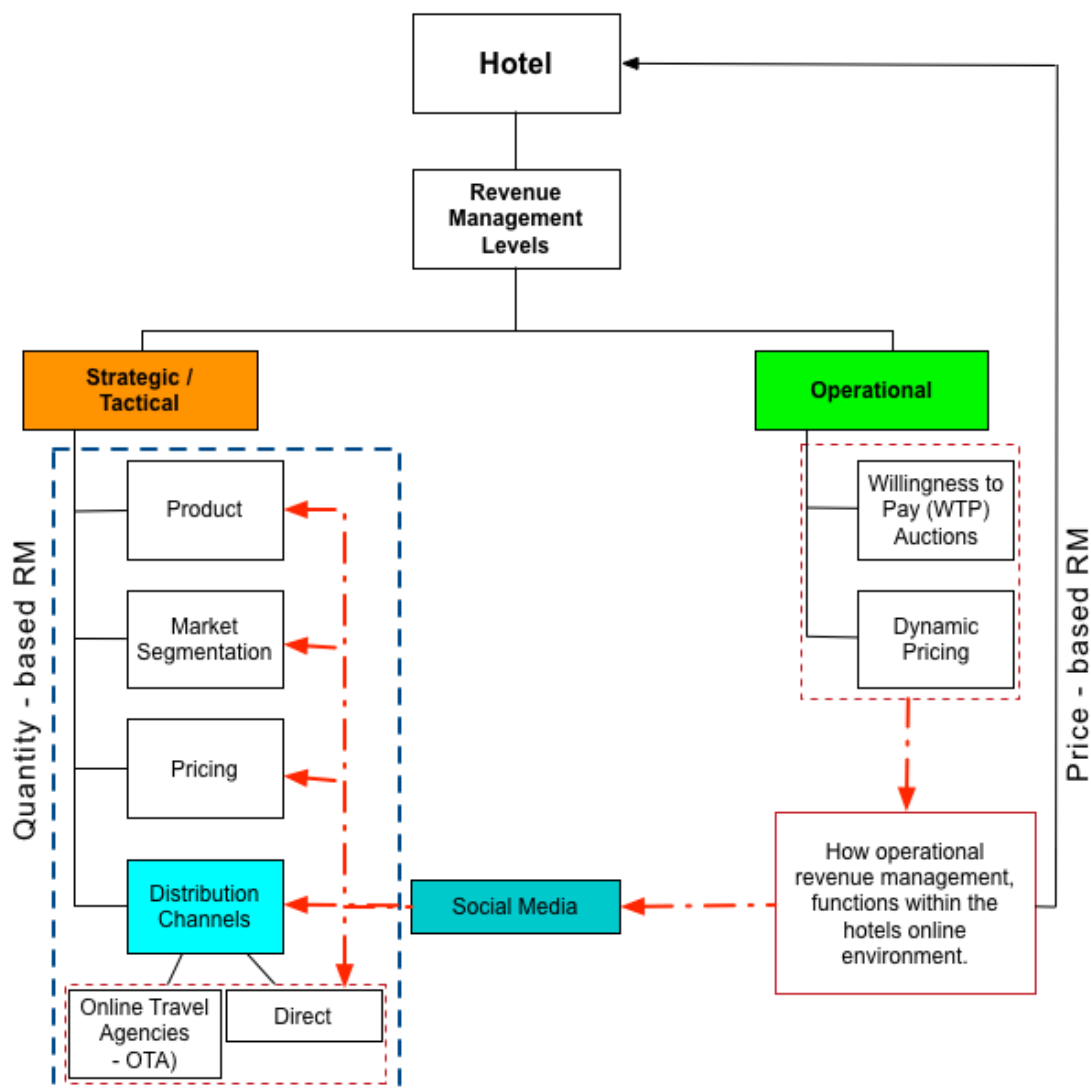 Hotel
Revenue
Management
Levels
Strategic /
Tactical
Operational
Quantity - based RM
Product
Market
Segmentation
Pricing
Distribution
Channels
Online Travel
Agencies
- OTA)
Direct
Social Media
Willingness to
Pay (WTP)
Auctions
Dynamic
Pricing
How operational
revenue management,
functions within the
hotels online
environment.
Price - based RM